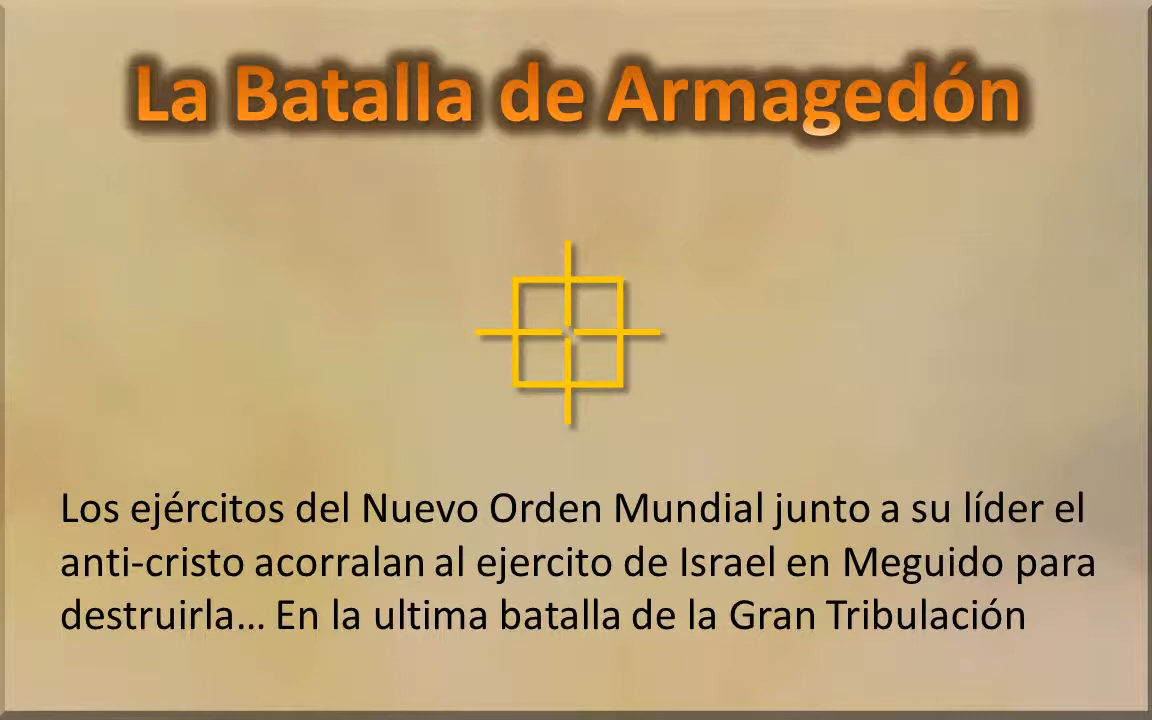 La Batalla de Armagedón
Los ejércitos del Nuevo Orden Mundial junto a su líder el
anti-cristo acorralan al ejercito de Israel en Meguido para
destruirla... En la ultima batalla de la Gran Tribulación